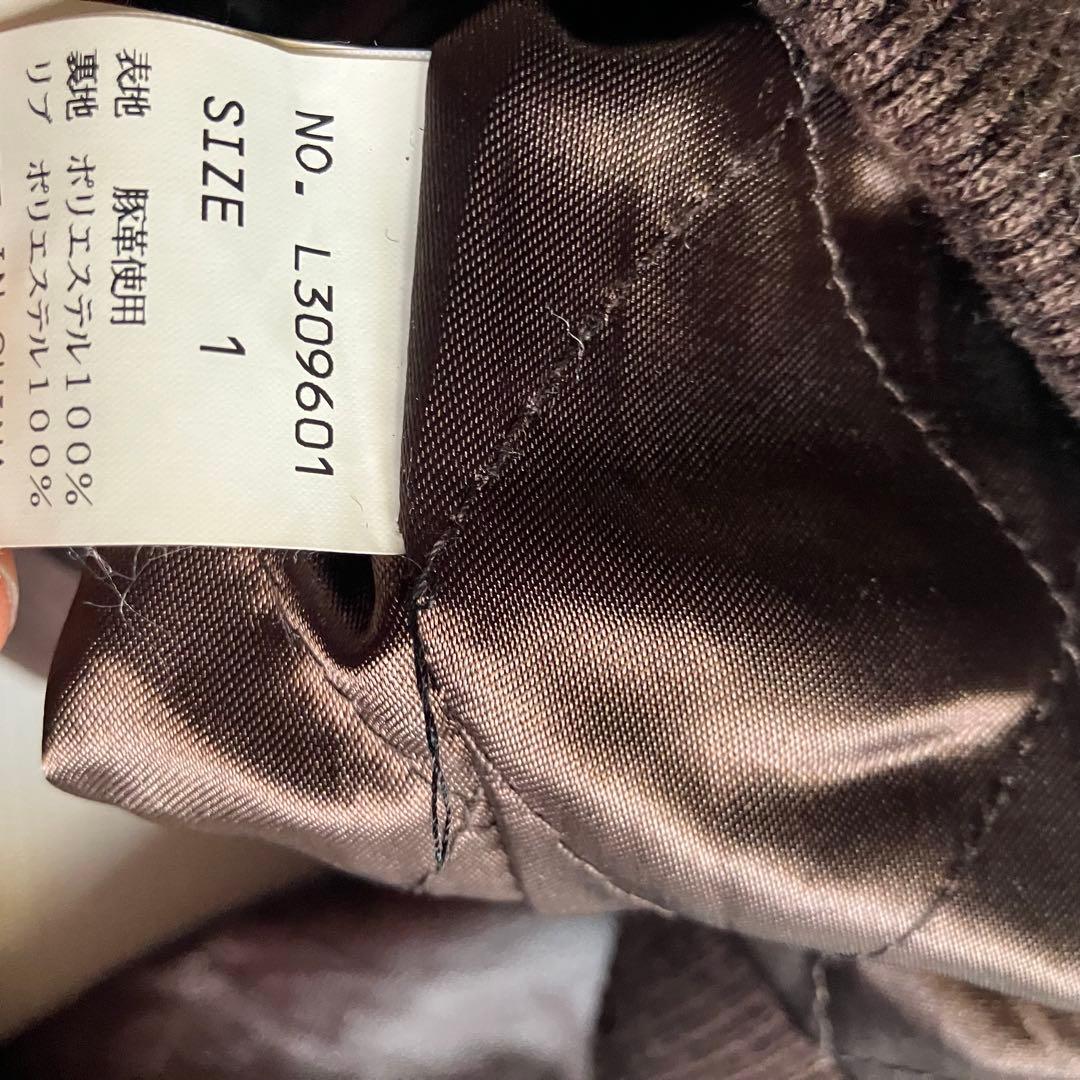 NO. L309601
SIZE 1
表地 豚革使用
裏地 ポリエステル100%
リブ ポリエステル100%